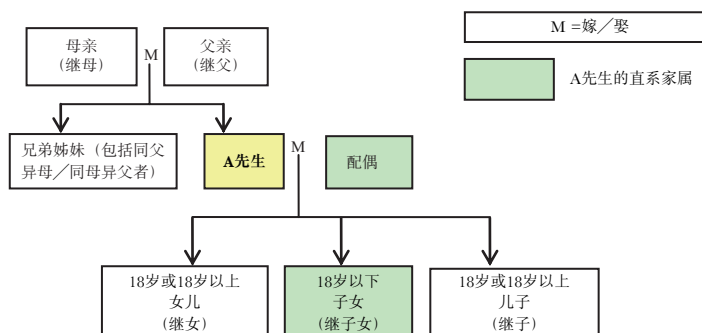 母亲
(继母)
M
父亲
(继父)
M =嫁／娶
A先生的直系家属
兄弟姊妹（包括同父
异母／同母异父者）
A先生
M
配偶
18岁或18岁以上
女儿
(继女)
18岁以下
子女
(继子女)
18岁或18岁以上
儿子
(继子)